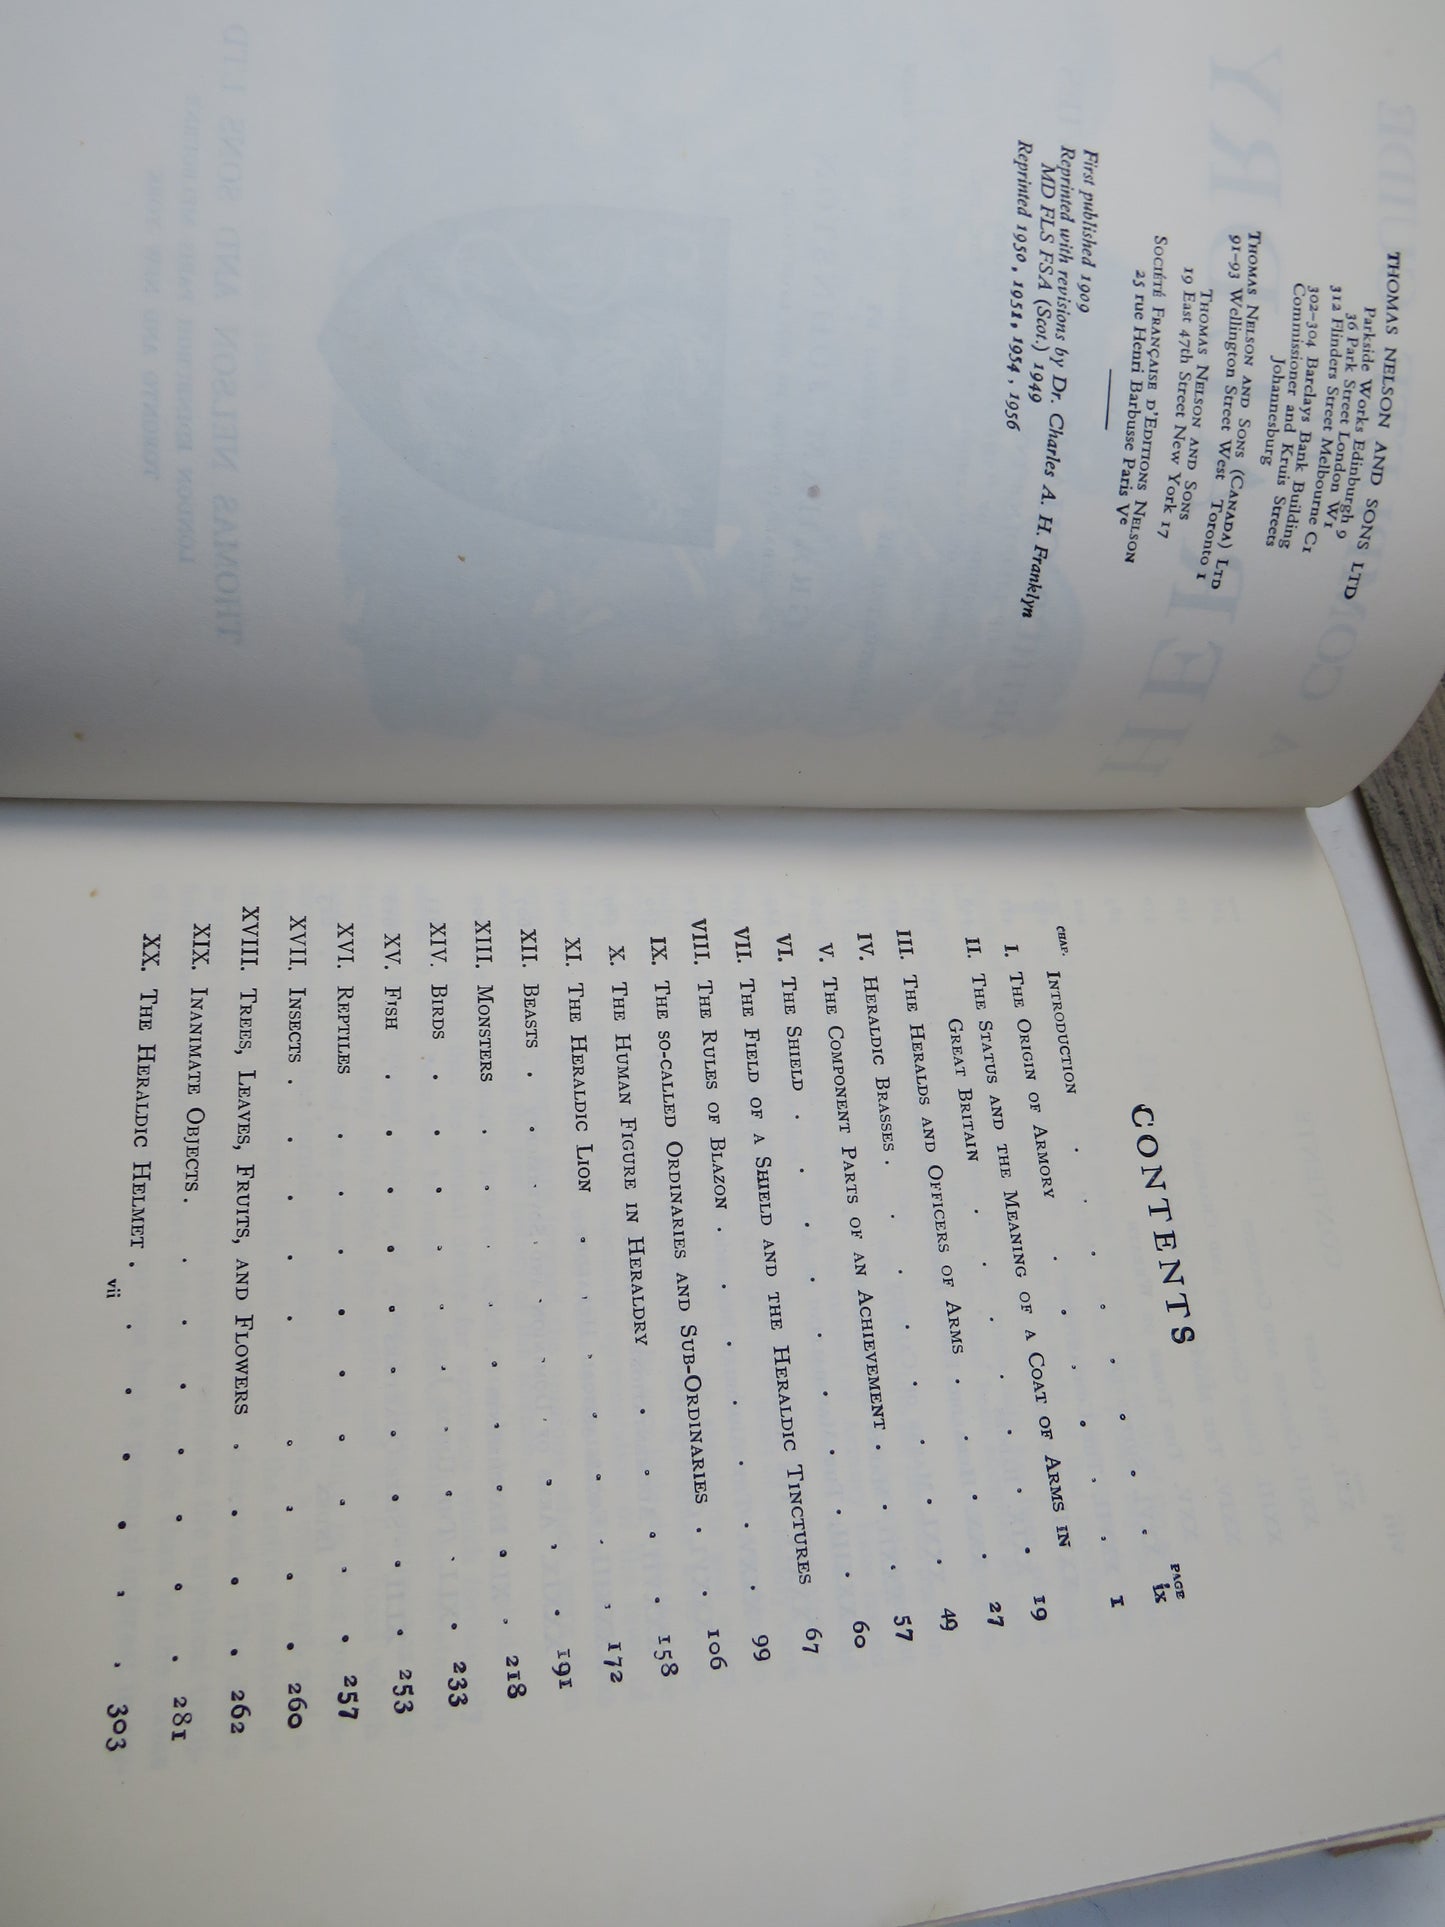 THOMAS NELSON AND SONS LTD
Parkside Works Edinburgh 9
36 Park Street London W1
312 Flinders Street Melbourne C1
302–304 Barclays Bank Building
Commissioner and Kruis Streets
Johannesburg
THOMAS NELSON AND SONS (CANADA) LTD
91–93 Wellington Street West Toronto 1
THOMAS NELSON AND SONS
19 East 47th Street New York 17
SOCIÉTÉ FRANÇAISE D'EDITIONS NELSON
25 rue Henri Barbusse Paris Ve
First published 1909
Reprinted with revisions by Dr. Charles A. H. Franklyn
MD FLS FSA (Scot.) 1949
Reprinted 1950, 1951, 1954, 1956
CONTENTS
CHAP. PAGE
INTRODUCTION ix
I. THE ORIGIN OF ARMORY 1
II. THE STATUS AND THE MEANING OF A COAT OF ARMS IN
GREAT BRITAIN 19
III. THE HERALDS AND OFFICERS OF ARMS 27
IV. HERALDIC BRASSES 49
V. THE COMPONENT PARTS OF AN ACHIEVEMENT 57
VI. THE SHIELD 60
VII. THE FIELD OF A SHIELD AND THE HERALDIC TINCTURES 67
VIII. THE RULES OF BLAZON 99
IX. THE SO-CALLED ORDINARIES AND SUB-ORDINARIES 106
X. THE HUMAN FIGURE IN HERALDRY 158
XI. THE HERALDIC LION 172
XII. BEASTS 191
XIII. MONSTERS 218
XIV. BIRDS 233
XV. FISH 253
XVI. REPTILES 257
XVII. INSECTS 260
XVIII. TREES, LEAVES, FRUITS, AND FLOWERS 262
XIX. INANIMATE OBJECTS 281
XX. THE HERALDIC HELMET 303
vii